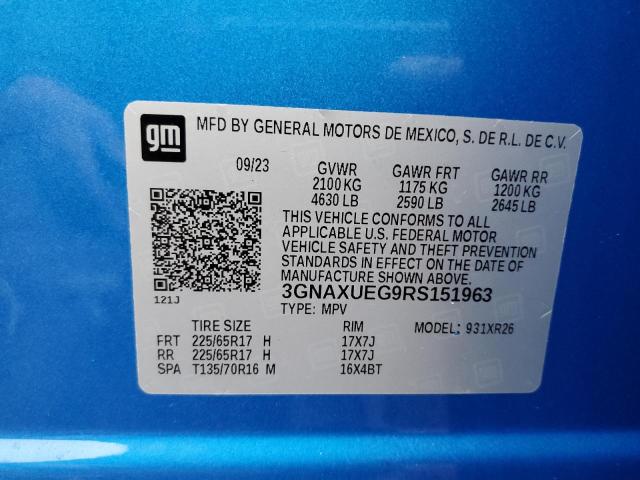 gm
MFD BY GENERAL MOTORS DE MEXICO, S. DE R.L. DE C.V.
09/23 GVWR GAWR FRT GAWR RR
2100 KG 1175 KG 1200 KG
4630 LB 2590 LB 2645 LB
THIS VEHICLE CONFORMS TO ALL
APPLICABLE U.S. FEDERAL MOTOR
VEHICLE SAFETY AND THEFT PREVENTION
STANDARDS IN EFFECT ON THE DATE OF
MANUFACTURE SHOWN ABOVE.
121J
3GNAXUEG9RS151963
TYPE: MPV
TIRE SIZE RIM MODEL: 931XR26
FRT 225/65R17 H 17X7J
RR 225/65R17 H 17X7J
SPA T135/70R16 M 16X4BT